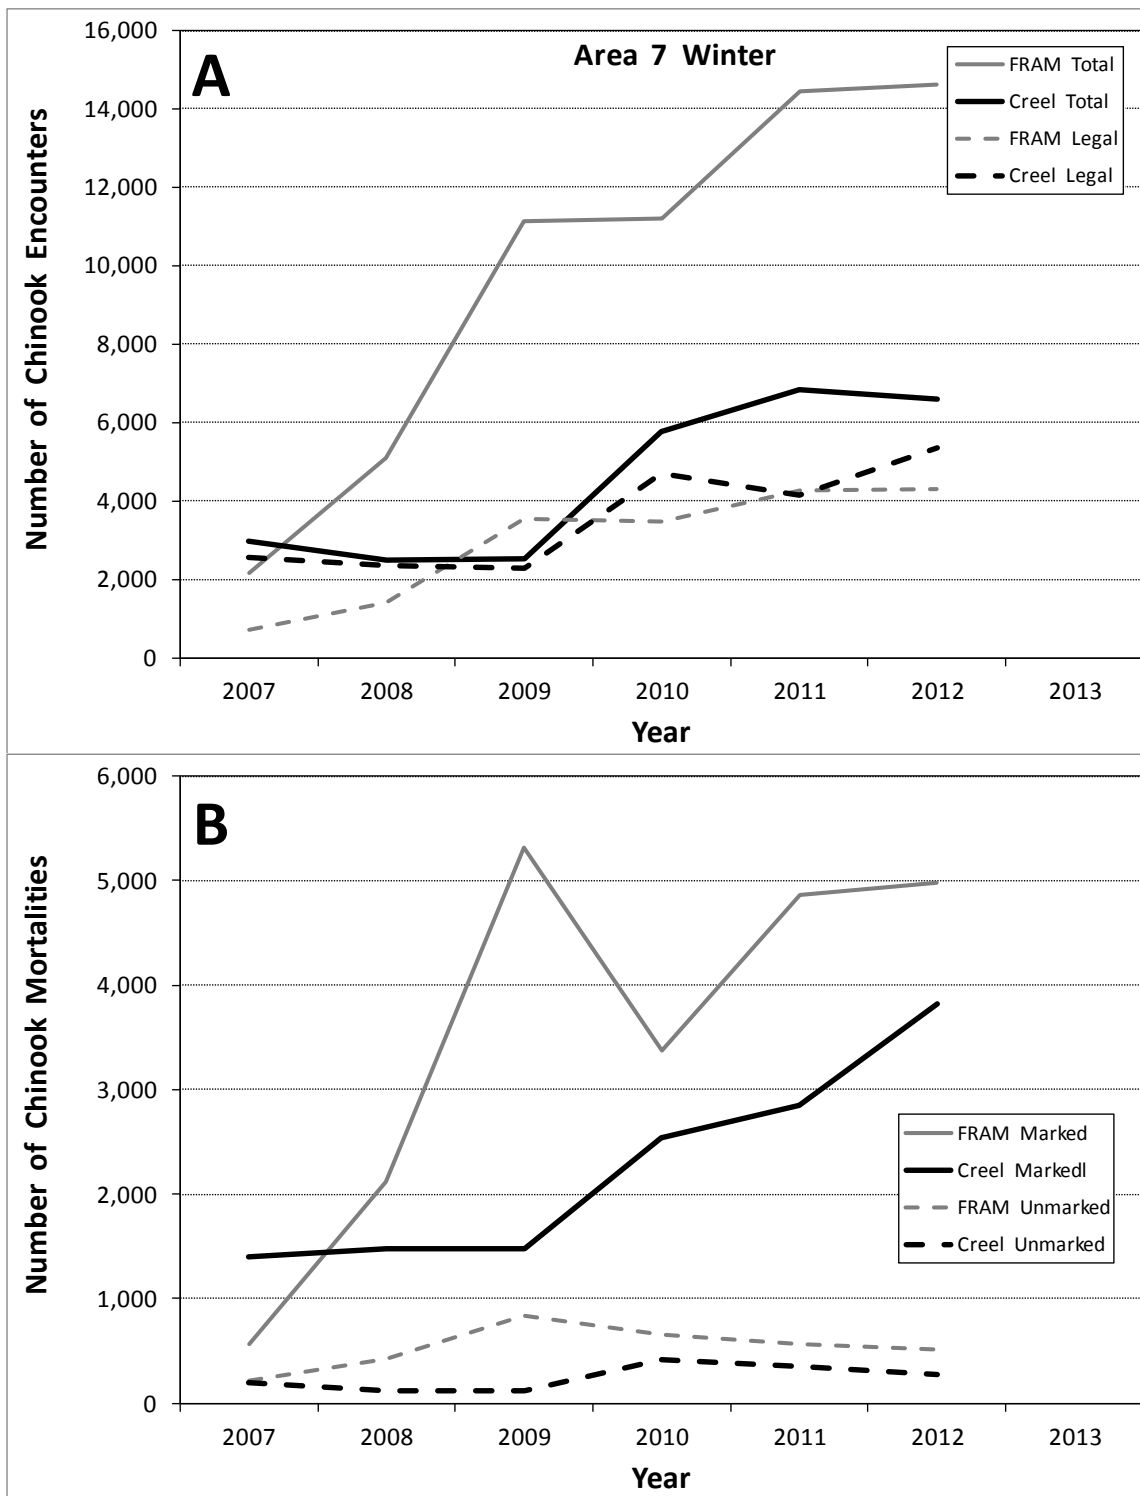 Area 7 Winter
A
16,000
14,000
12,000
10,000
8,000
6,000
4,000
2,000
0
Number of Chinook Encounters
FRAM Total
Creel Total
FRAM Legal
Creel Legal
2007 2008 2009 2010 2011 2012 2013
Year
B
6,000
5,000
4,000
3,000
2,000
1,000
0
Number of Chinook Mortalities
FRAM Marked
Creel Markedl
FRAM Unmarked
Creel Unmarked
2007 2008 2009 2010 2011 2012 2013
Year